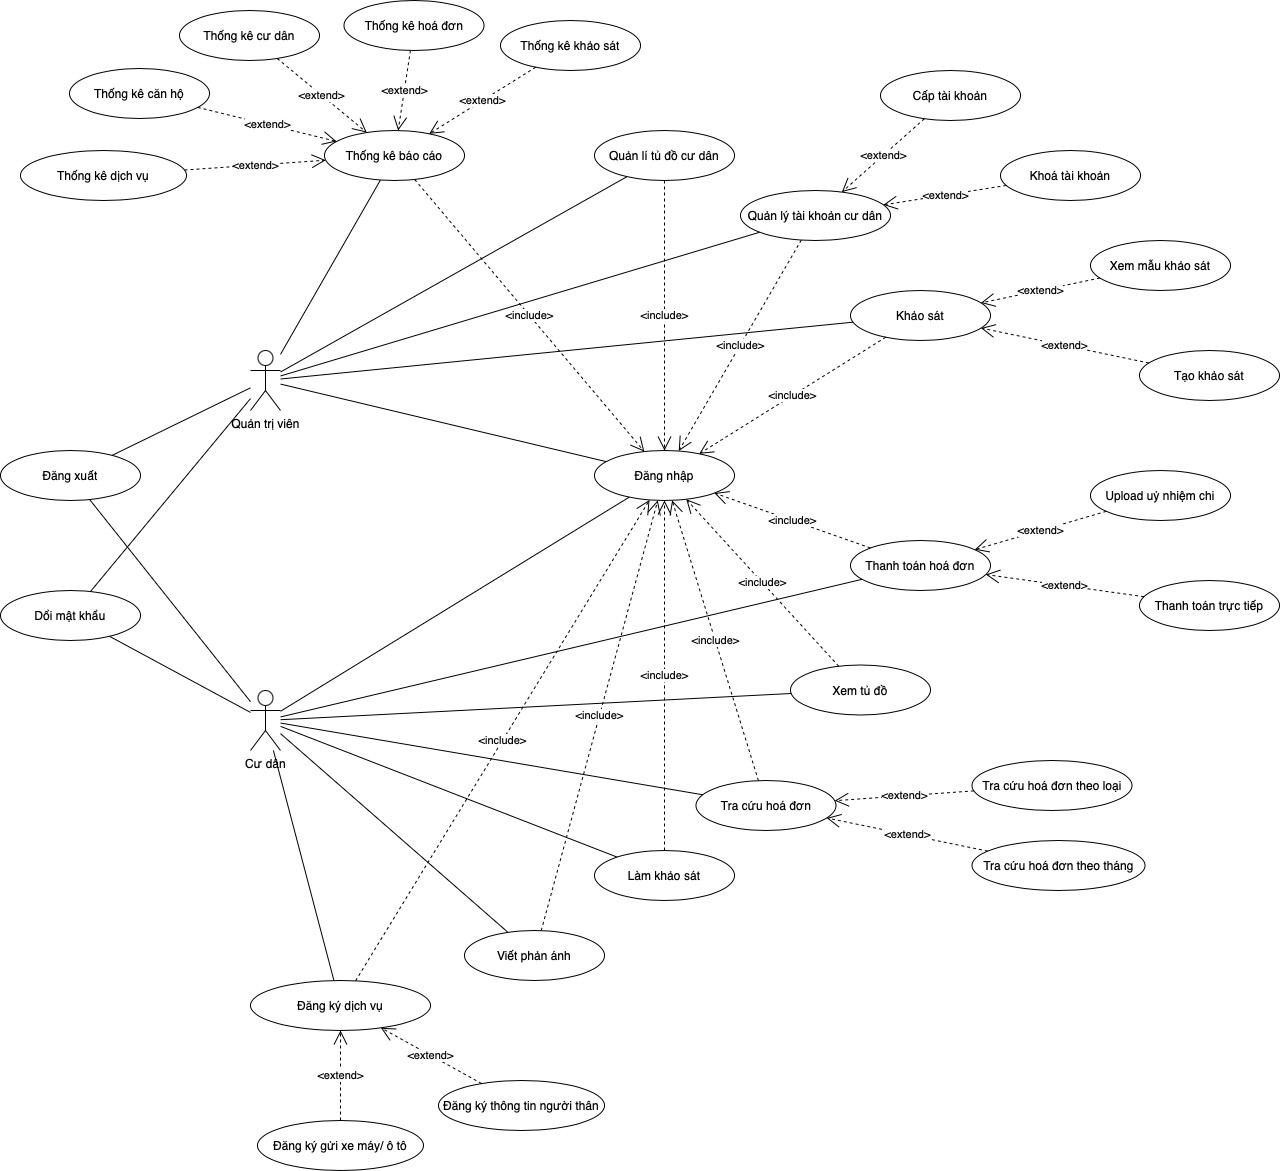 Thống kê hoá đơn
Thống kê cư dân
Thống kê khảo sát
<extend>
Thống kê căn hộ
<extend>
Cấp tài khoản
<extend>
<extend>
<extend>
Thống kê báo cáo
Quản lí tủ đồ cư dân
<extend>
<extend>
Thống kê dịch vụ
Khoá tài khoản
<extend>
Quản lý tài khoản cư dân
Xem mẫu khảo sát
<extend>
<include>
<include>
Khảo sát
<include>
<extend>
Tạo khảo sát
<include>
Quản trị viên
Đăng xuất
Đăng nhập
Upload uỷ nhiệm chi
<include>
<extend>
Thanh toán hoá đơn
<include>
<extend>
Thanh toán trực tiếp
Dổi mật khẩu
<include>
<include>
Xem tủ đồ
<include>
<include>
Cư dân
Tra cứu hoá đơn theo loại
<extend>
Tra cứu hoá đơn
<extend>
Tra cứu hoá đơn theo tháng
Làm khảo sát
Viết phản ánh
Đăng ký dịch vụ
<extend>
<extend>
Đăng ký thông tin người thân
Đăng ký gửi xe máy/ ô tô